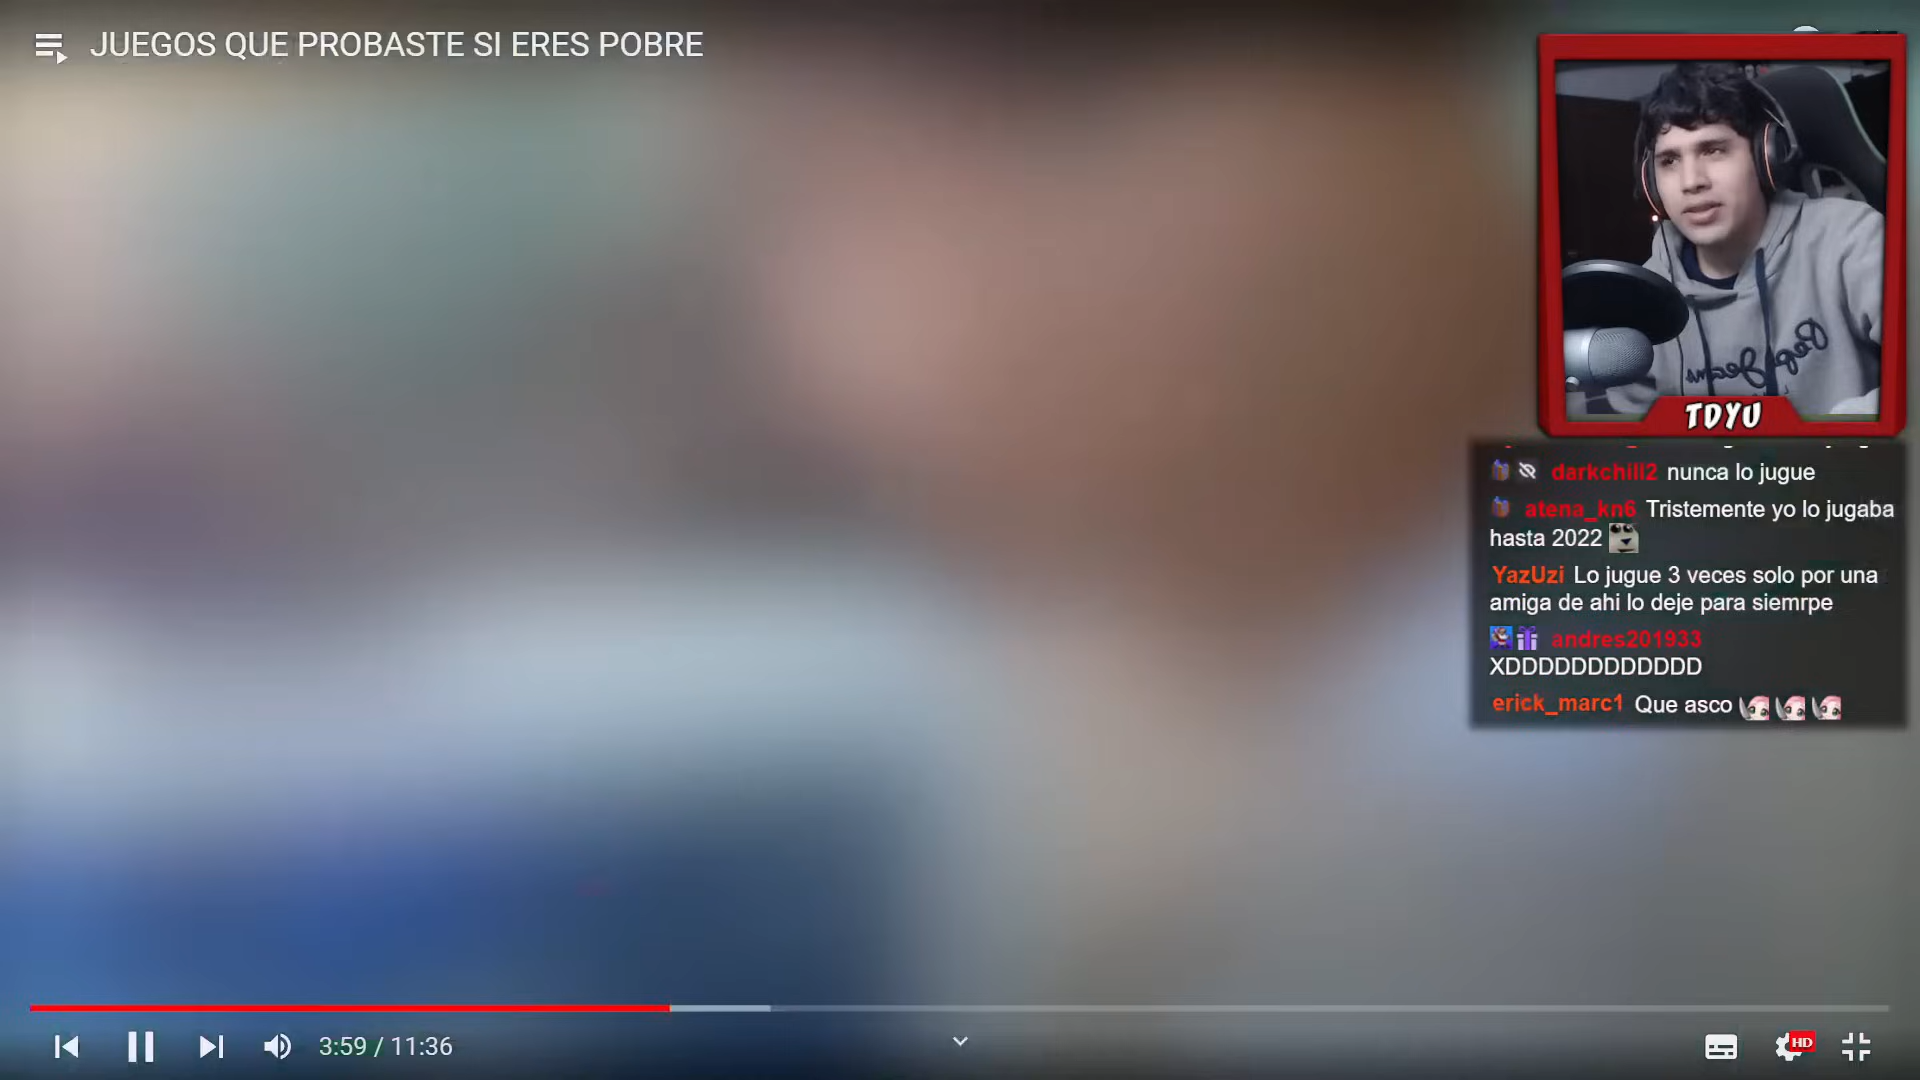 JUEGOS QUE PROBASTE SI ERES POBRE
Pepe Jeans
TDYU
darkchill2 nunca lo jugue
atena_kn6 Tristemente yo lo jugaba
hasta 2022
YazUzi Lo jugue 3 veces solo por una
amiga de ahi lo deje para siemrpe
andres201933
XDDDDDDDDDDDD
erick_marc1 Que asco
3:59 / 11:36
HD